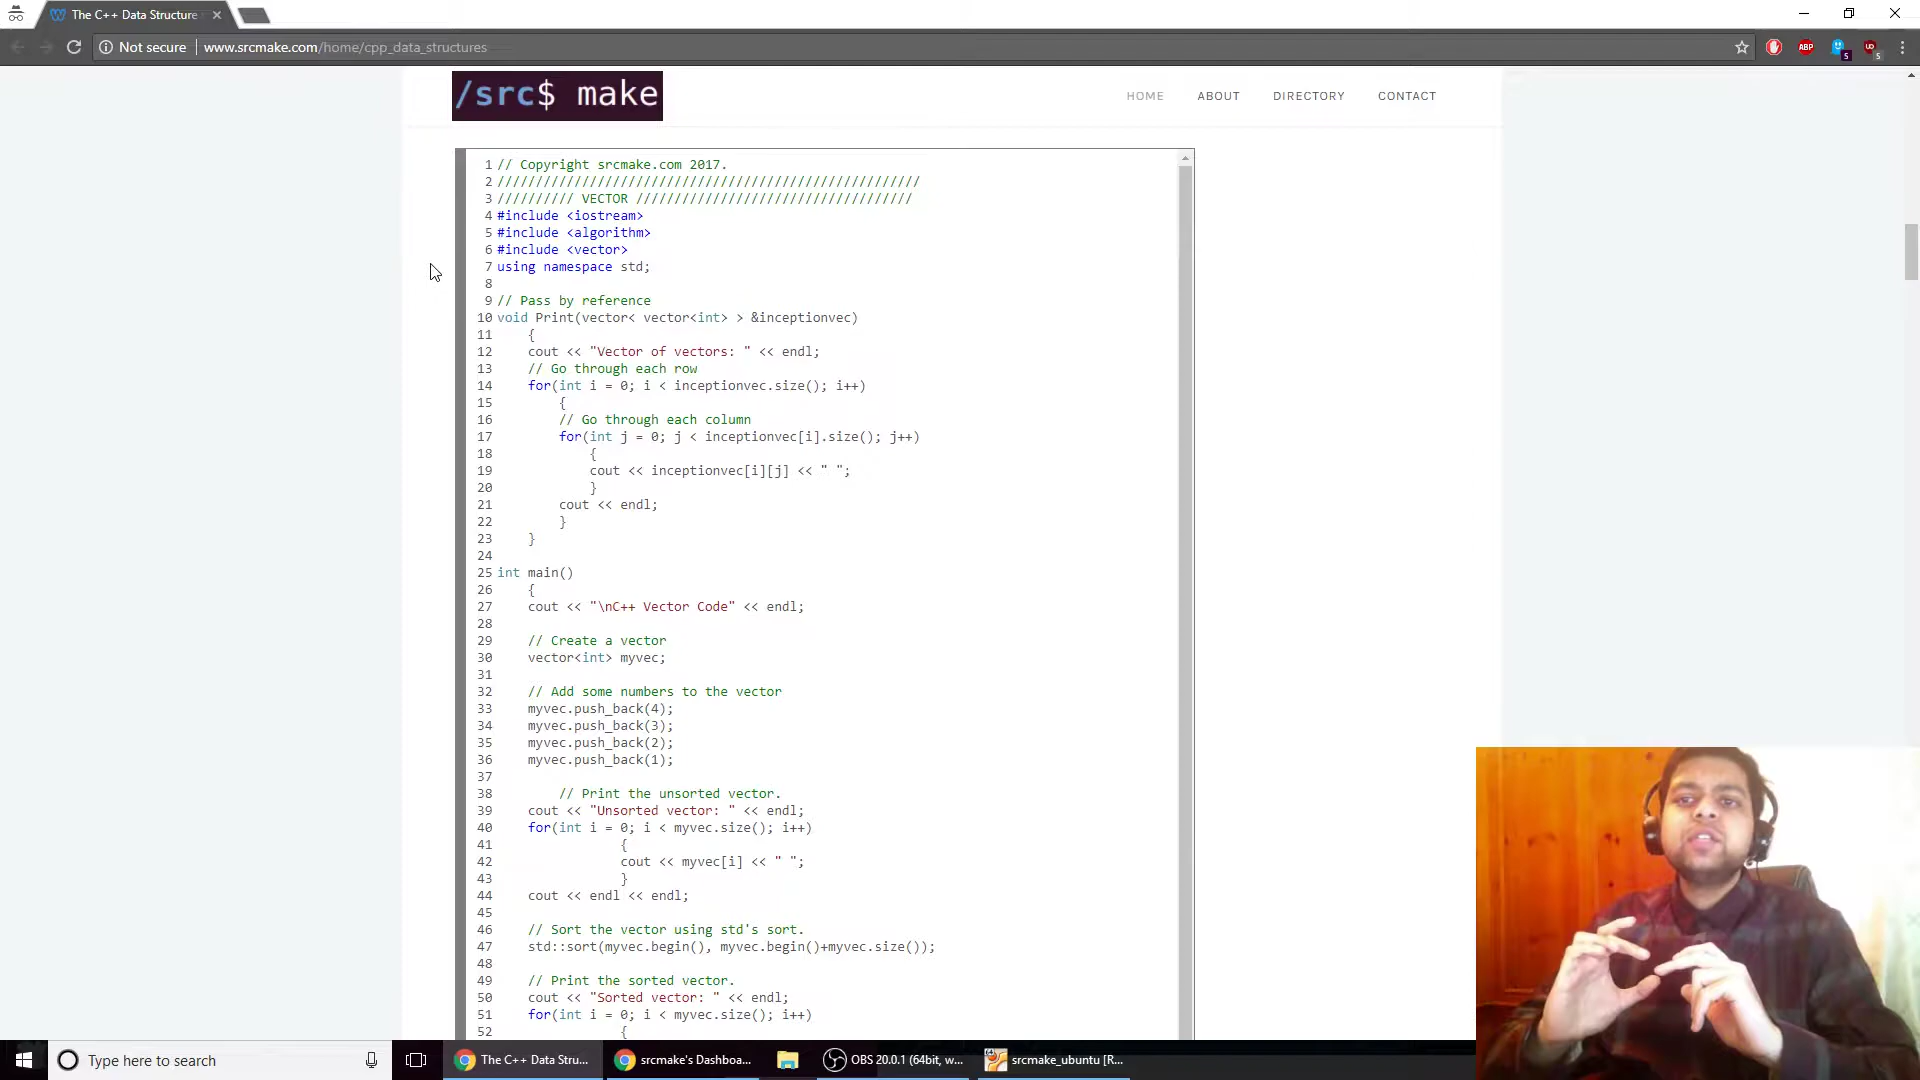 The C++ Data Structure
Not secure
www.srcmake.com/home/cpp_data_structures
ABP
5
UD
5
/src$ make
HOME
ABOUT
DIRECTORY
CONTACT
1 // Copyright srcmake.com 2017.
2 ///////////////////////////////////////////////////////
3 ////////// VECTOR ////////////////////////////////////
4 #include <iostream>
5 #include <algorithm>
6 #include <vector>
7 using namespace std;
8
9 // Pass by reference
10 void Print(vector< vector<int> > &inceptionvec)
11 {
12 cout << "Vector of vectors: " << endl;
13 // Go through each row
14 for(int i = 0; i < inceptionvec.size(); i++)
15 {
16 // Go through each column
17 for(int j = 0; j < inceptionvec[i].size(); j++)
18 {
19 cout << inceptionvec[i][j] << " ";
20 }
21 cout << endl;
22 }
23 }
24
25 int main()
26 {
27 cout << "\nC++ Vector Code" << endl;
28
29 // Create a vector
30 vector<int> myvec;
31
32 // Add some numbers to the vector
33 myvec.push_back(4);
34 myvec.push_back(3);
35 myvec.push_back(2);
36 myvec.push_back(1);
37
38 // Print the unsorted vector.
39 cout << "Unsorted vector: " << endl;
40 for(int i = 0; i < myvec.size(); i++)
41 {
42 cout << myvec[i] << " ";
43 }
44 cout << endl << endl;
45
46 // Sort the vector using std's sort.
47 std::sort(myvec.begin(), myvec.begin()+myvec.size());
48
49 // Print the sorted vector.
50 cout << "Sorted vector: " << endl;
51 for(int i = 0; i < myvec.size(); i++)
52 {
Type here to search
The C++ Data Stru...
srcmake's Dashboa...
OBS 20.0.1 (64bit, w...
srcmake_ubuntu [R...